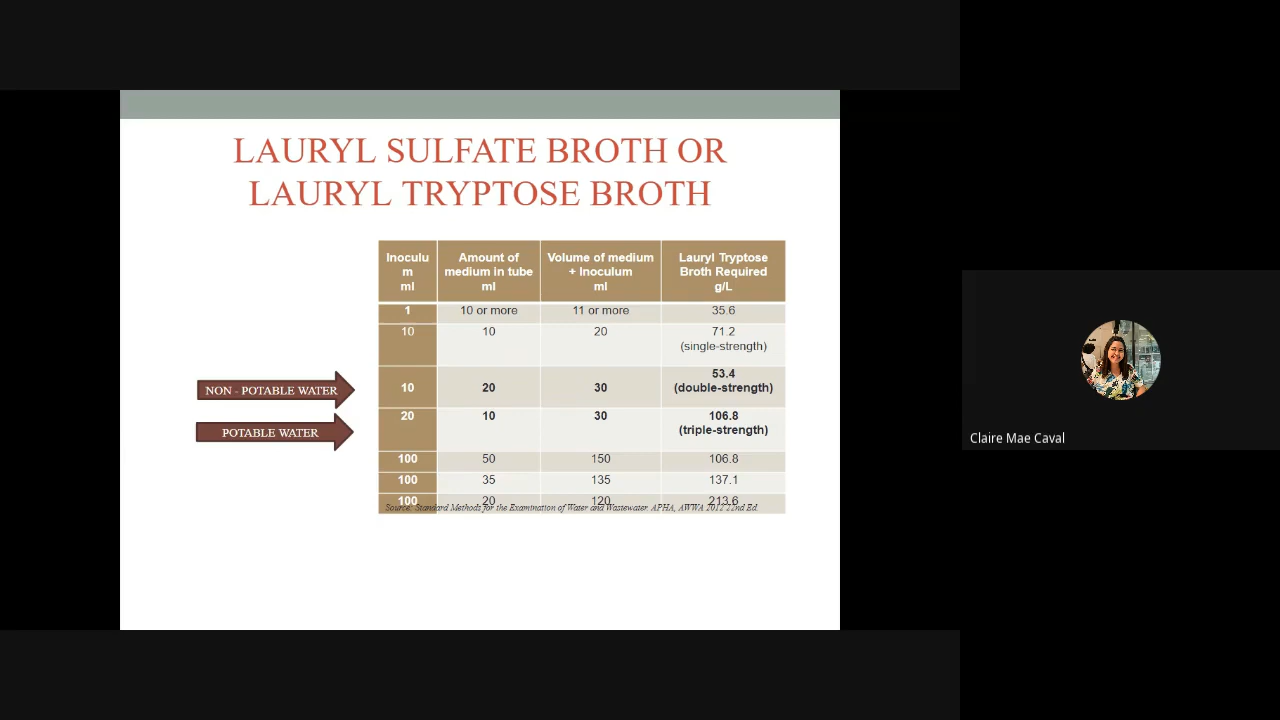 LAURYL SULFATE BROTH OR
LAURYL TRYPTOSE BROTH
Inoculu
m
ml
Amount of
medium in tube
ml
Volume of medium
+ Inoculum
ml
Lauryl Tryptose
Broth Required
g/L
1 10 or more 11 or more 35.6
10 10 20 71.2
(single-strength)
NON - POTABLE WATER
10 20 30 53.4
(double-strength)
POTABLE WATER
20 10 30 106.8
(triple-strength)
100 50 150 106.8
100 35 135 137.1
100 20 120 213.6
Source: Standard Methods for the Examination of Water and Wastewater. APHA, AWWA 2012 22nd Ed.
Claire Mae Caval